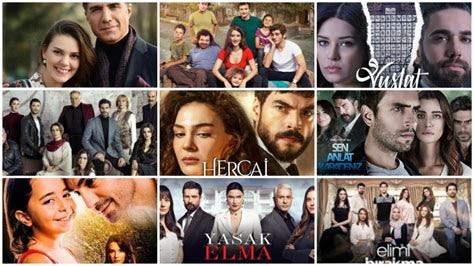 Vuslat
HERCAI
SEN
ANLAT
KARADENİZ
YASAK
ELMA
elimi
bırakma